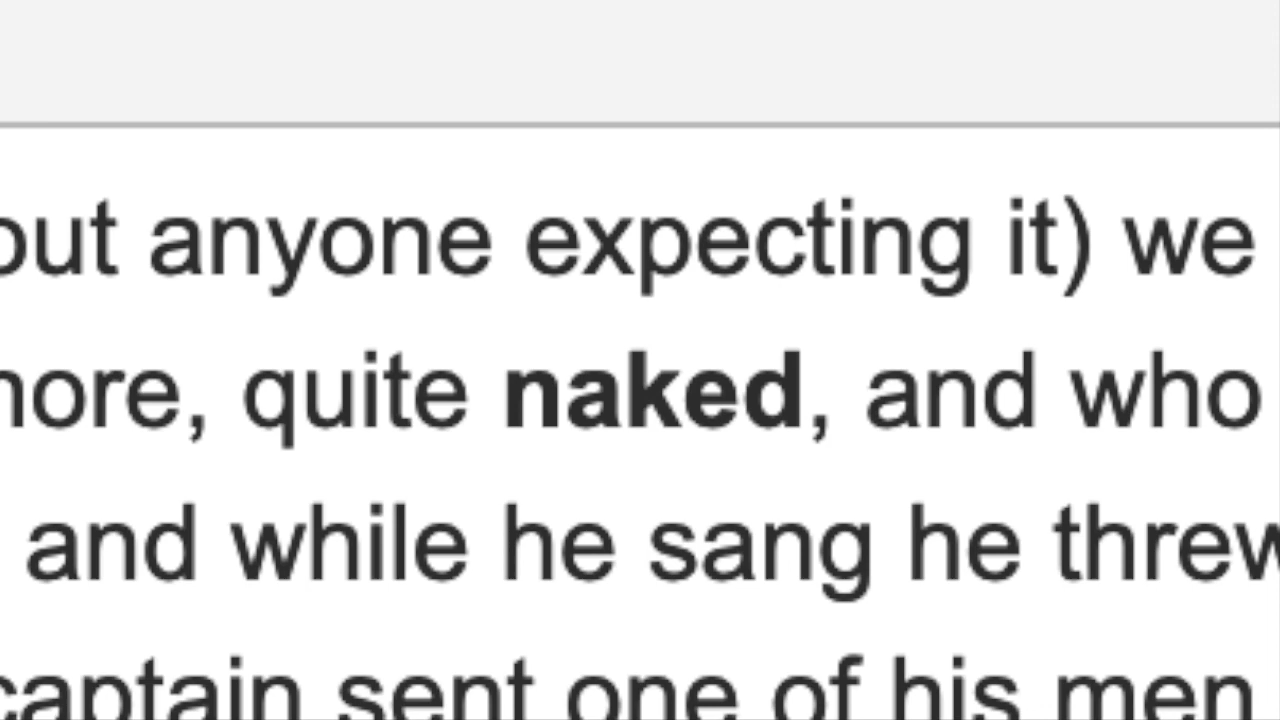 out anyone expecting it) we
more, quite naked, and who
and while he sang he threw
captain sent one of his men